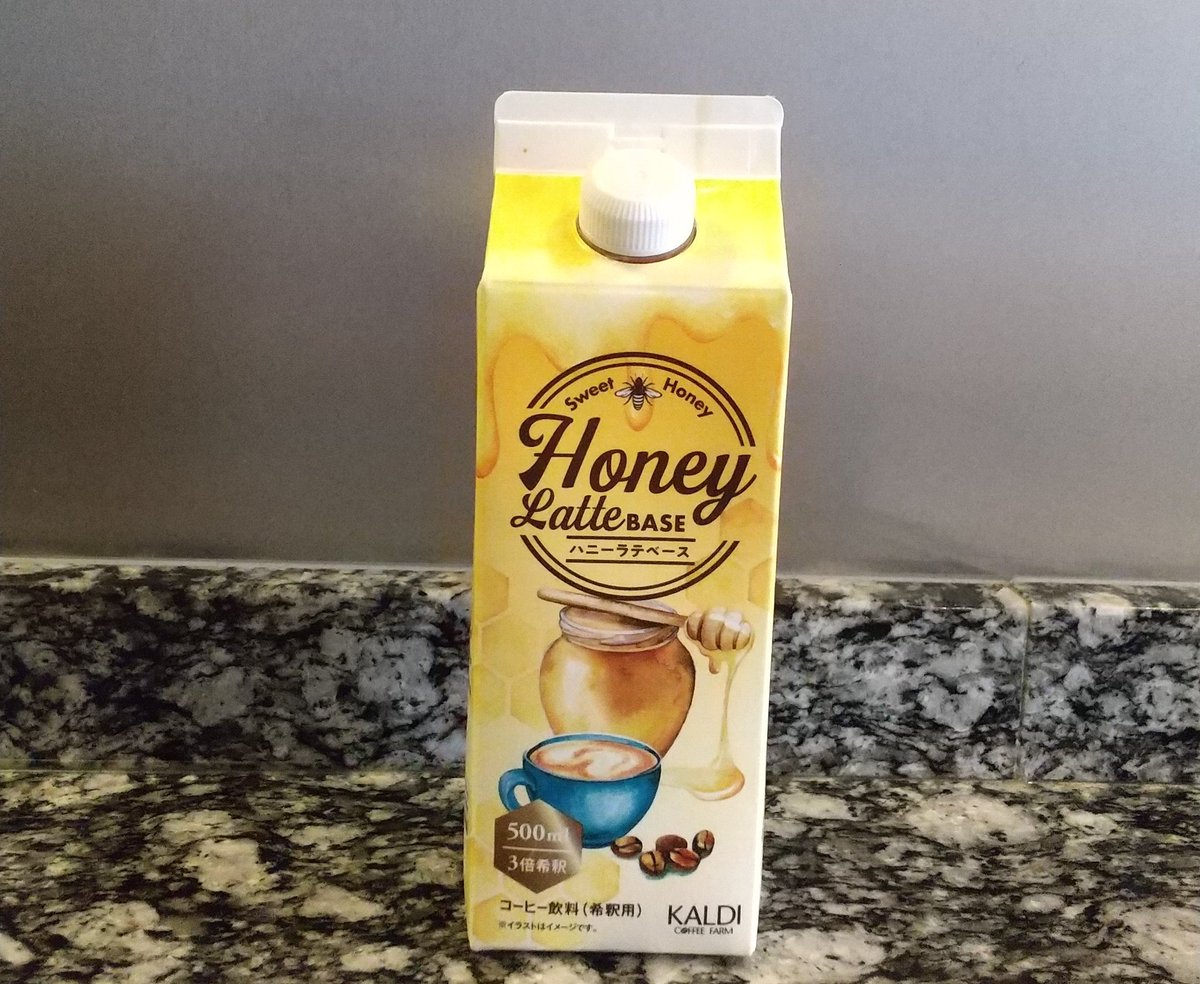 Sweet Honey
Honey
Latte BASE
ハニーラテベース
500ml
3倍希釈
コーヒー飲料(希釈用)
※イラストはイメージです。
KALDI
COFFEE FARM